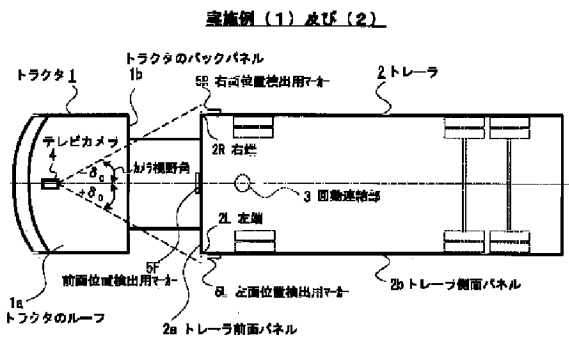 実施例（1）及び（2）
トラクタのバックパネル
トラクタ 1
1b
5R 右面位置検出用マーカー
2 トレーラ
テレビカメラ
4
カメラ視野角
2R 右端
-δ0
+δ0
3 回動連結部
2L 左端
5F
前面位置検出用マーカー
5L 左面位置検出用マーカー
1a
トラクタのルーフ
2a トレーラ前面パネル
2b トレーラ側面パネル